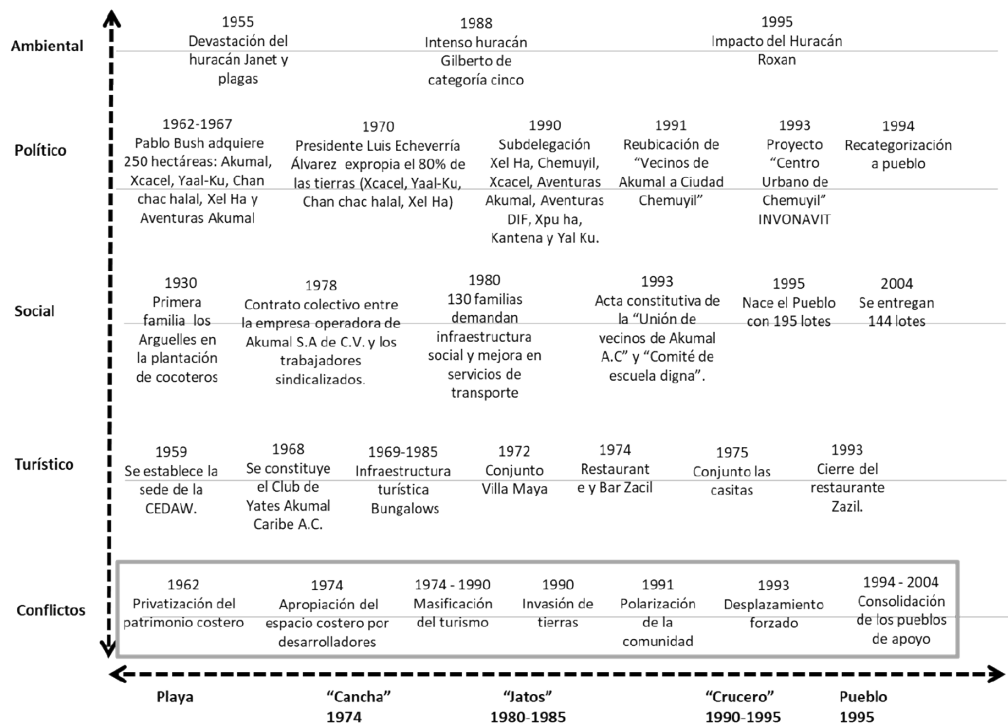 Ambiental
1955
Devastación del
huracán Janet y
plagas
1988
Intenso huracán
Gilberto de
categoría cinco
1995
Impacto del Huracán
Roxan
Político
1962-1967
Pablo Bush adquiere
250 hectáreas: Akumal,
Xcacel, Yaal-Ku, Chan
chac halal, Xel Ha y
Aventuras Akumal
1970
Presidente Luis Echeverría
Álvarez expropia el 80% de
las tierras (Xcacel, Yaal-Ku,
Chan chac halal, Xel Ha)
1990
Subdelegación
Xel Ha, Chemuyil,
Xcacel, Aventuras
Akumal, Aventuras
DIF, Xpu ha,
Kantena y Yal Ku.
1991
Reubicación de
“Vecinos de
Akumal a Ciudad
Chemuyil”
1993
Proyecto
“Centro
Urbano de
Chemuyil”
INVONAVIT
1994
Recategorización
a pueblo
Social
1930
Primera
familia los
Arguelles en
la plantación
de cocoteros
1978
Contrato colectivo entre
la empresa operadora de
Akumal S.A de C.V. y los
trabajadores
sindicalizados.
1980
130 familias
demandan
infraestructura
social y mejora en
servicios de
transporte
1993
Acta constitutiva de
la “Unión de
vecinos de Akumal
A.C” y “Comité de
escuela digna”.
1995
Nace el Pueblo
con 195 lotes
2004
Se entregan
144 lotes
Turístico
1959
Se establece la
sede de la
CEDAW.
1968
Se constituye
el Club de
Yates Akumal
Caribe A.C.
1969-1985
Infraestructura
turística
Bungalows
1972
Conjunto
Villa Maya
1974
Restaurant
e y Bar Zacil
1975
Conjunto las
casitas
1993
Cierre del
restaurante
Zazil.
Conflictos
1962
Privatización del
patrimonio costero
1974
Apropiación del
espacio costero por
desarrolladores
1974 - 1990
Masificación
del turismo
1990
Invasión de
tierras
1991
Polarización
de la
comunidad
1993
Desplazamiento
forzado
1994 - 2004
Consolidación
de los pueblos
de apoyo
Playa
“Cancha”
1974
“Jatos”
1980-1985
“Crucero”
1990-1995
Pueblo
1995